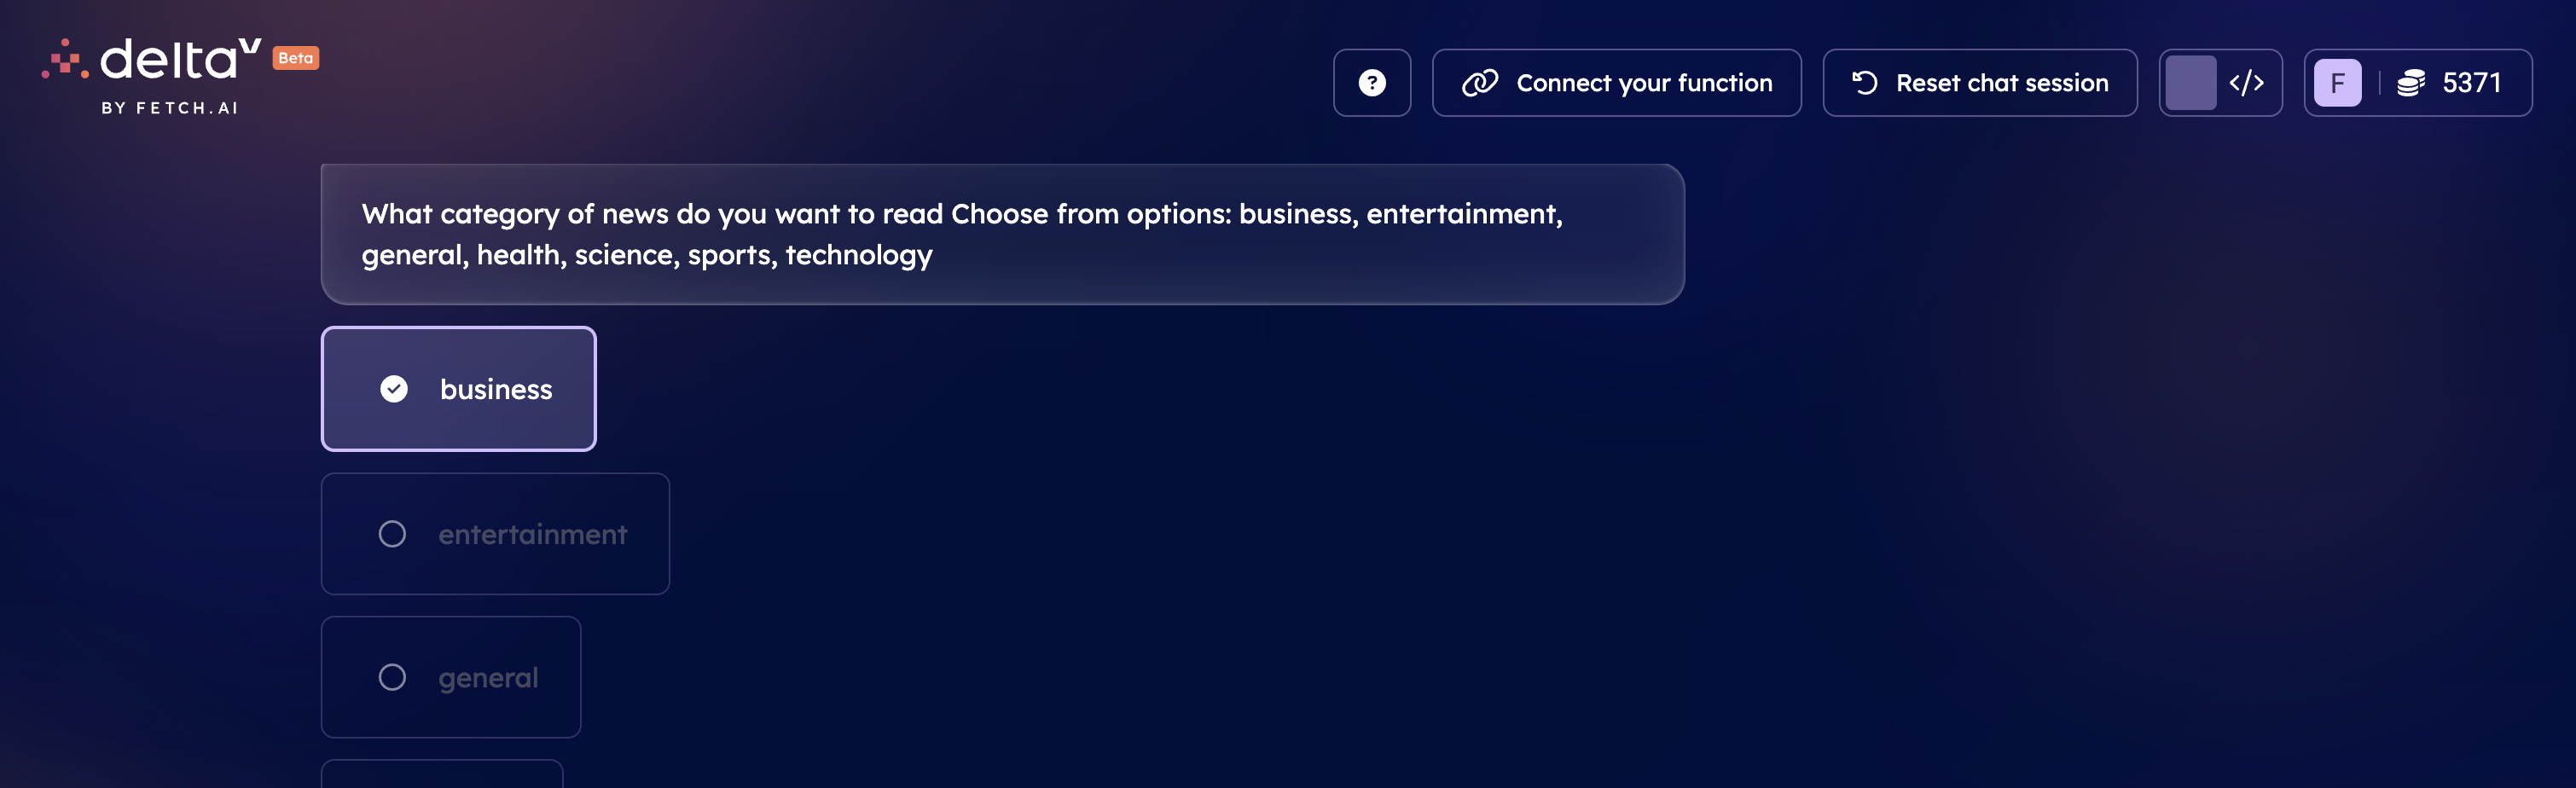 deltaV Beta
BY FETCH.AI
? Connect your function Reset chat session </> F | 5371
What category of news do you want to read Choose from options: business, entertainment,
general, health, science, sports, technology
business
entertainment
general